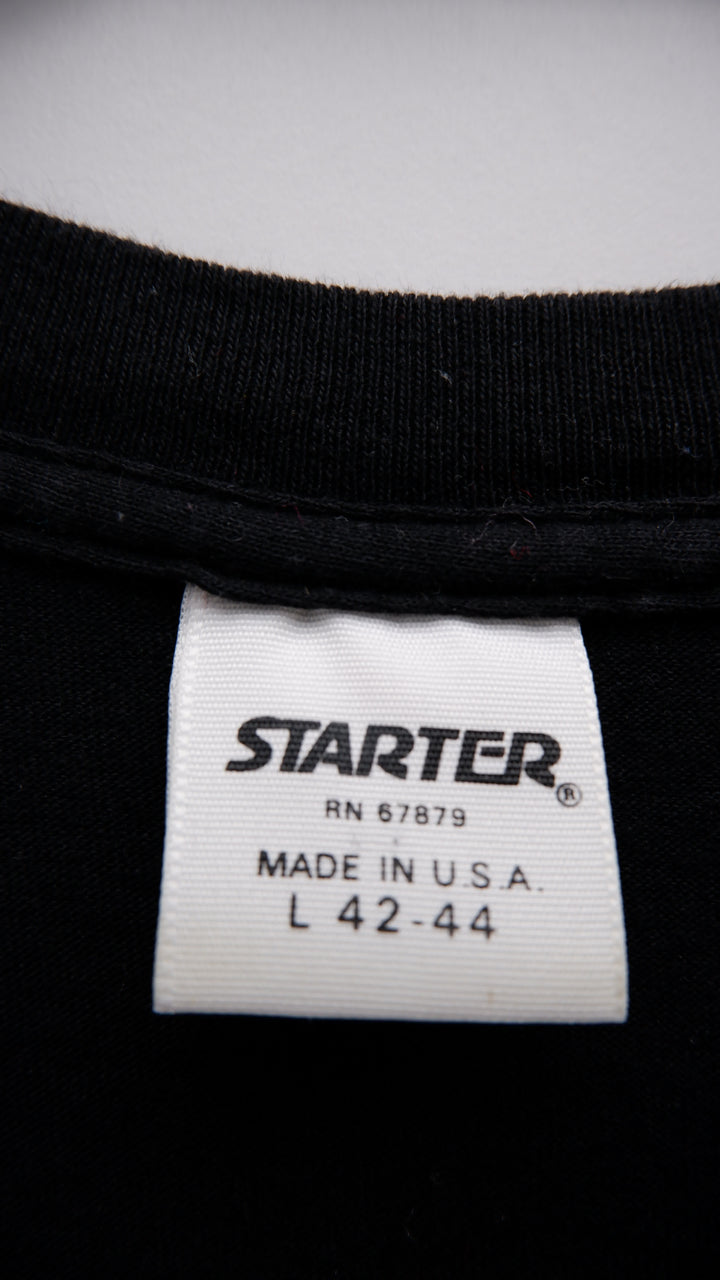 STARTER®
RN 67879
MADE IN U.S.A.
L 42-44